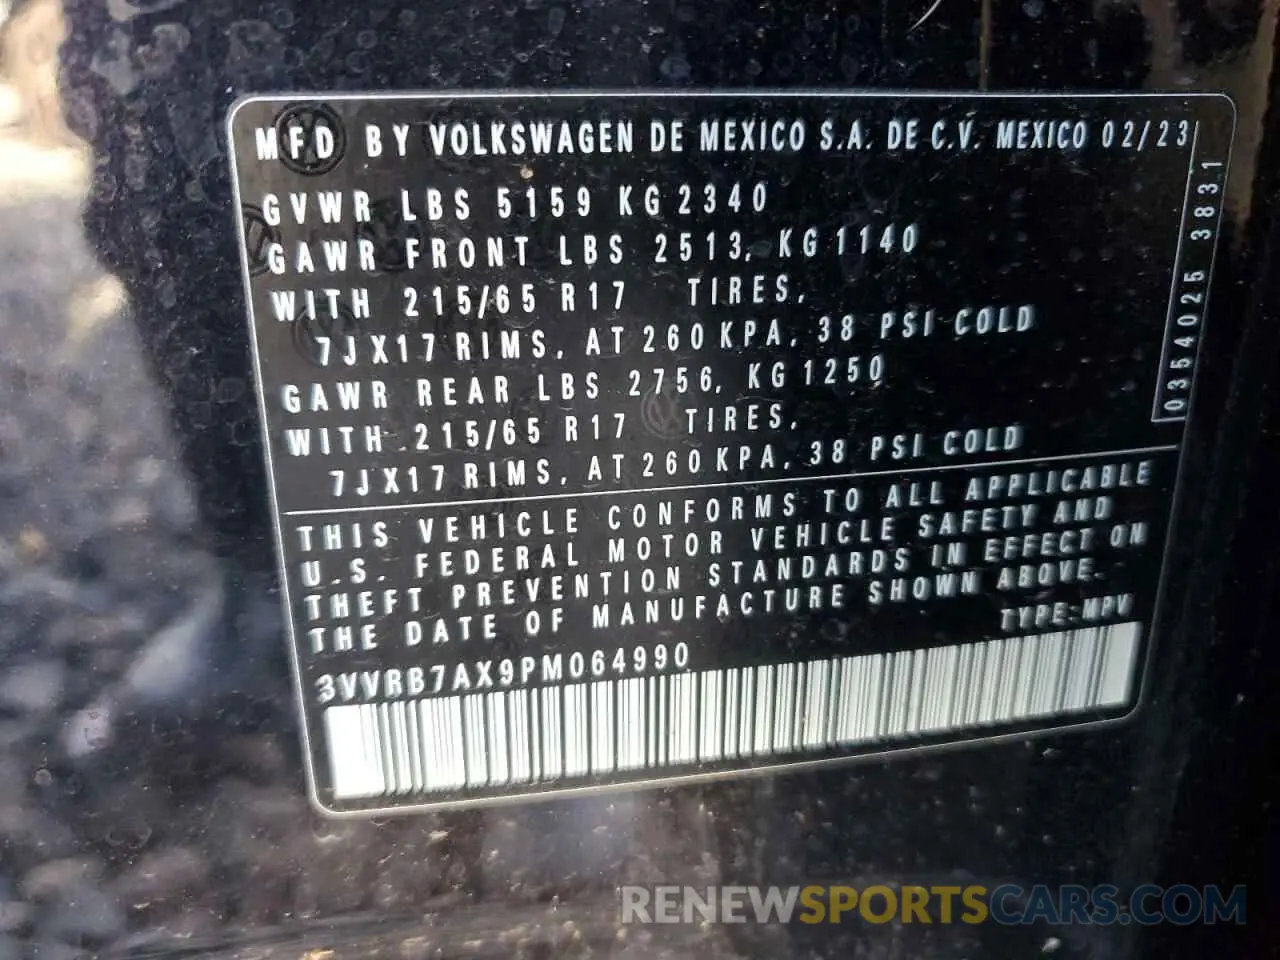 MFD BY VOLKSWAGEN DE MEXICO S.A. DE C.V. MEXICO 02/23
GVWR LBS 5159 KG 2340
GAWR FRONT LBS 2513, KG 1140
WITH 215/65 R17 TIRES,
7JX17 RIMS, AT 260 KPA, 38 PSI COLD
GAWR REAR LBS 2756, KG 1250
WITH 215/65 R17 TIRES,
7JX17 RIMS, AT 260 KPA, 38 PSI COLD
0354025 3831
THIS VEHICLE CONFORMS TO ALL APPLICABLE
U.S. FEDERAL MOTOR VEHICLE SAFETY AND
THEFT PREVENTION STANDARDS IN EFFECT ON
THE DATE OF MANUFACTURE SHOWN ABOVE.
TYPE:MPV
3VVRB7AX9PM064990
RENEWSPORTSCARS.COM